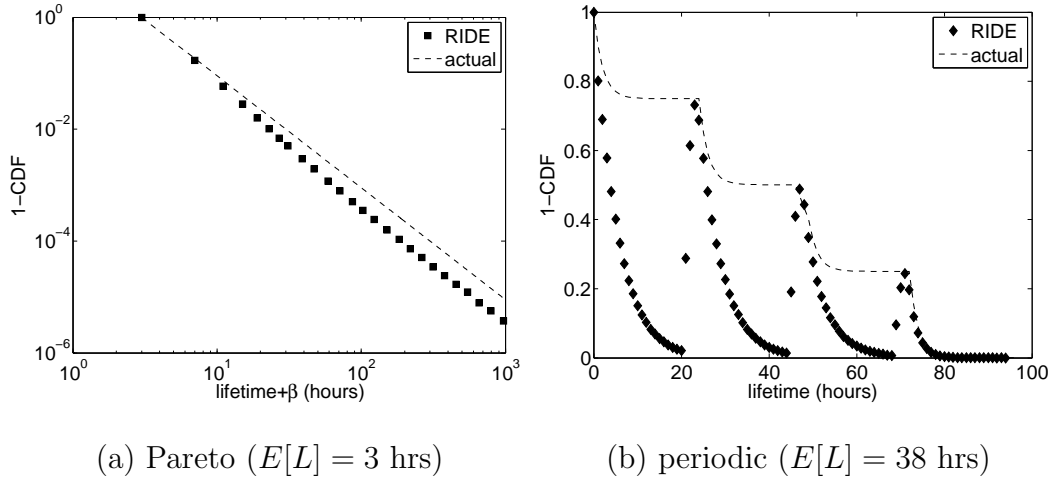 10^0
10^-2
10^-4
10^-6
1−CDF
10^0
10^1
10^2
10^3
lifetime+β (hours)
RIDE
actual
(a) Pareto (E[L] = 3 hrs)
1
0.8
0.6
0.4
0.2
0
1−CDF
0
20
40
60
80
100
lifetime (hours)
RIDE
actual
(b) periodic (E[L] = 38 hrs)